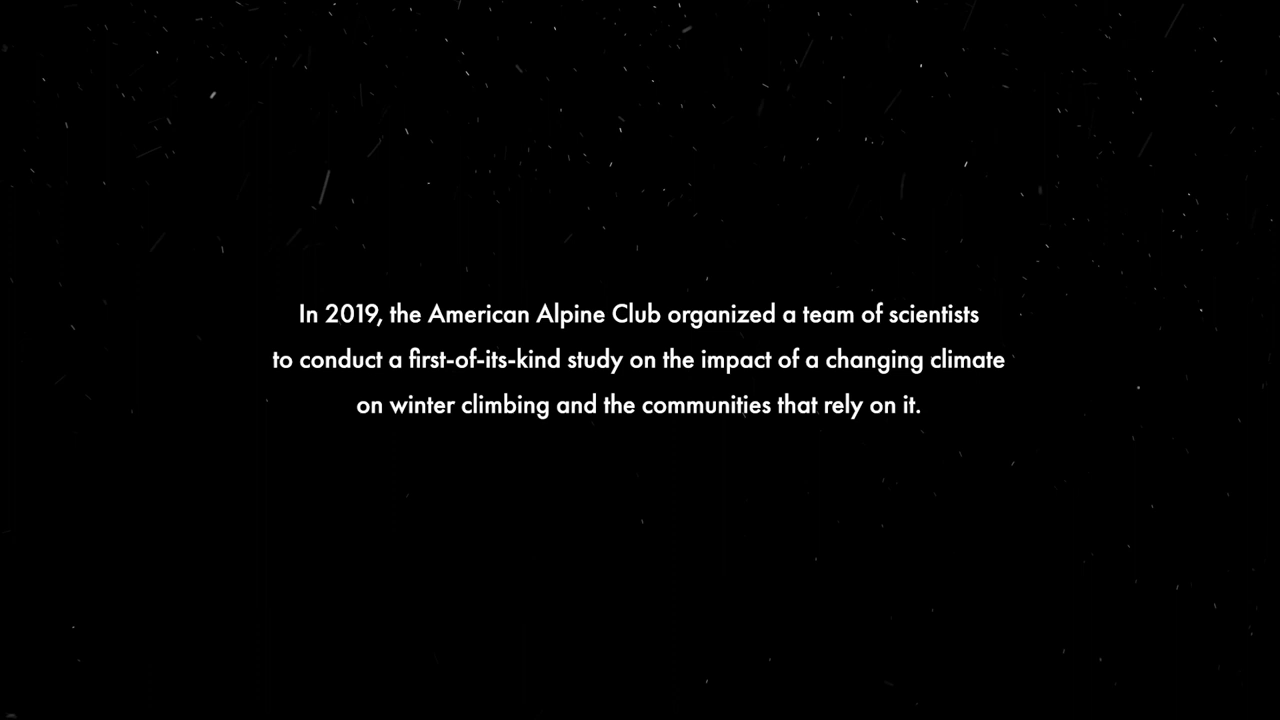 In 2019, the American Alpine Club organized a team of scientists
to conduct a first-of-its-kind study on the impact of a changing climate
on winter climbing and the communities that rely on it.